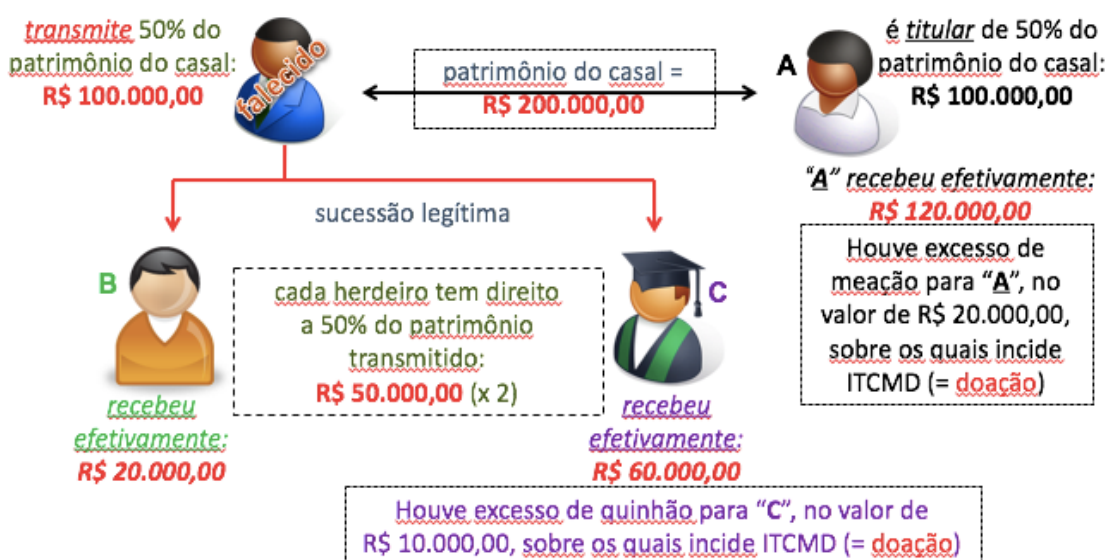 transmite 50% do
patrimônio do casal:
R$ 100.000,00
falecido
patrimônio do casal =
R$ 200.000,00
A
é titular de 50% do
patrimônio do casal:
R$ 100.000,00
"A" recebeu efetivamente:
R$ 120.000,00
Houve excesso de
meação para "A", no
valor de R$ 20.000,00,
sobre os quais incide
ITCMD (= doação)
sucessão legítima
B
cada herdeiro tem direito
a 50% do patrimônio
transmitido:
R$ 50.000,00 (x 2)
C
recebeu
efetivamente:
R$ 20.000,00
recebeu
efetivamente:
R$ 60.000,00
Houve excesso de quinhão para "C", no valor de
R$ 10.000,00, sobre os quais incide ITCMD (= doação)